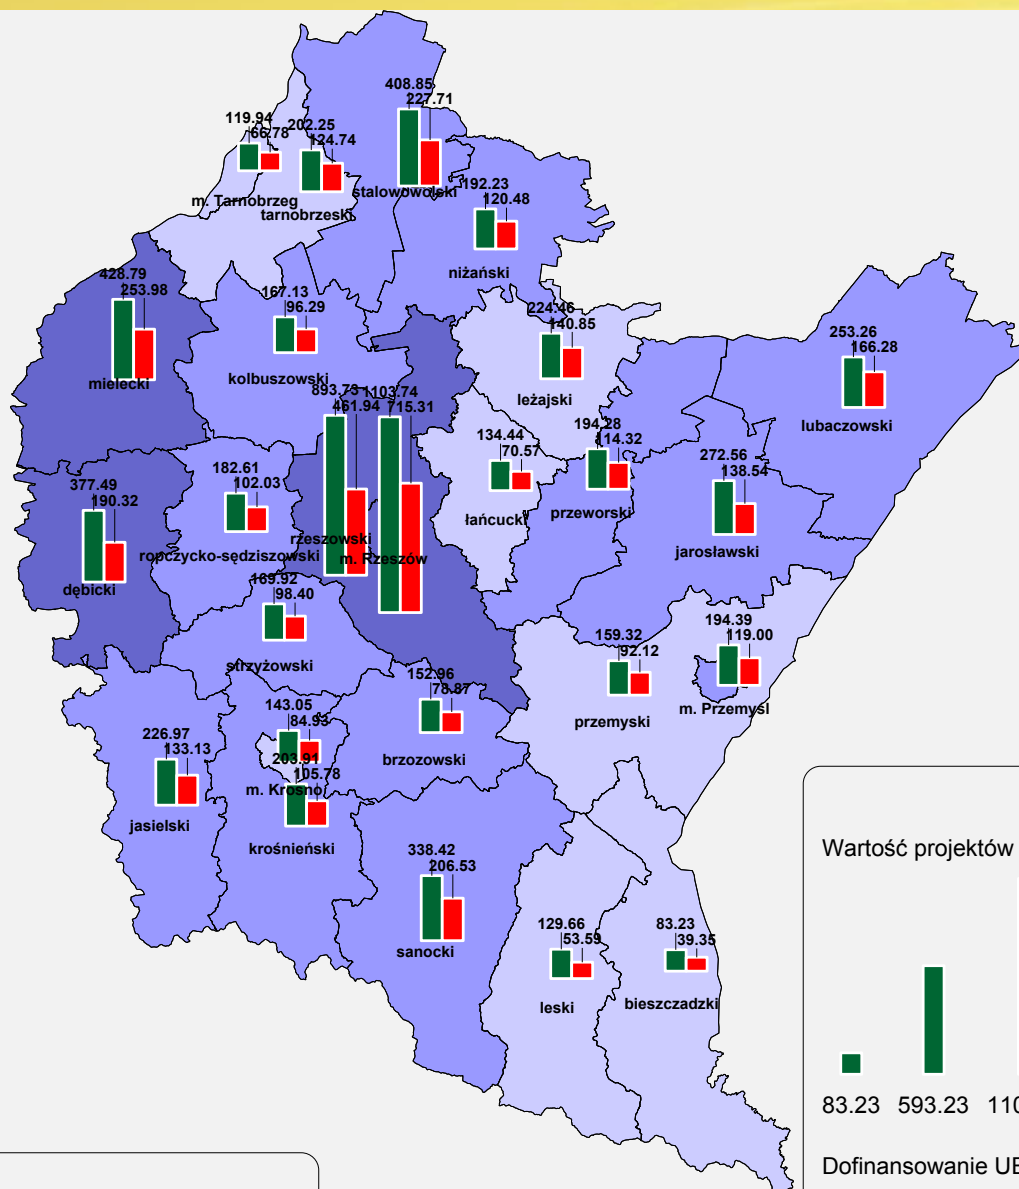 408.85
227.71
119.94
66.78
202.25
124.74
stalowowolski
m. Tarnobrzeg
tarnobrzeski
192.23
120.48
niżański
428.79
253.98
mielecki
167.13
96.29
kolbuszowski
224.46
140.85
leżajski
253.26
166.28
lubaczowski
893.73
461.94
rzeszowski
1103.74
715.31
m. Rzeszów
134.44
70.57
łańcucki
194.28
114.32
przeworski
272.56
138.54
jarosławski
377.49
190.32
dębicki
182.61
102.03
ropczycko-sędziszowski
169.92
98.40
strzyżowski
159.32
92.12
przemyski
194.39
119.00
m. Przemyśl
152.96
78.87
brzozowski
143.05
84.93
m. Krosno
203.91
105.78
krośnieński
226.97
133.13
jasielski
338.42
206.53
sanocki
129.66
53.59
leski
83.23
39.35
bieszczadzki
Wartość projektów
83.23 593.23 110
Dofinansowanie UE